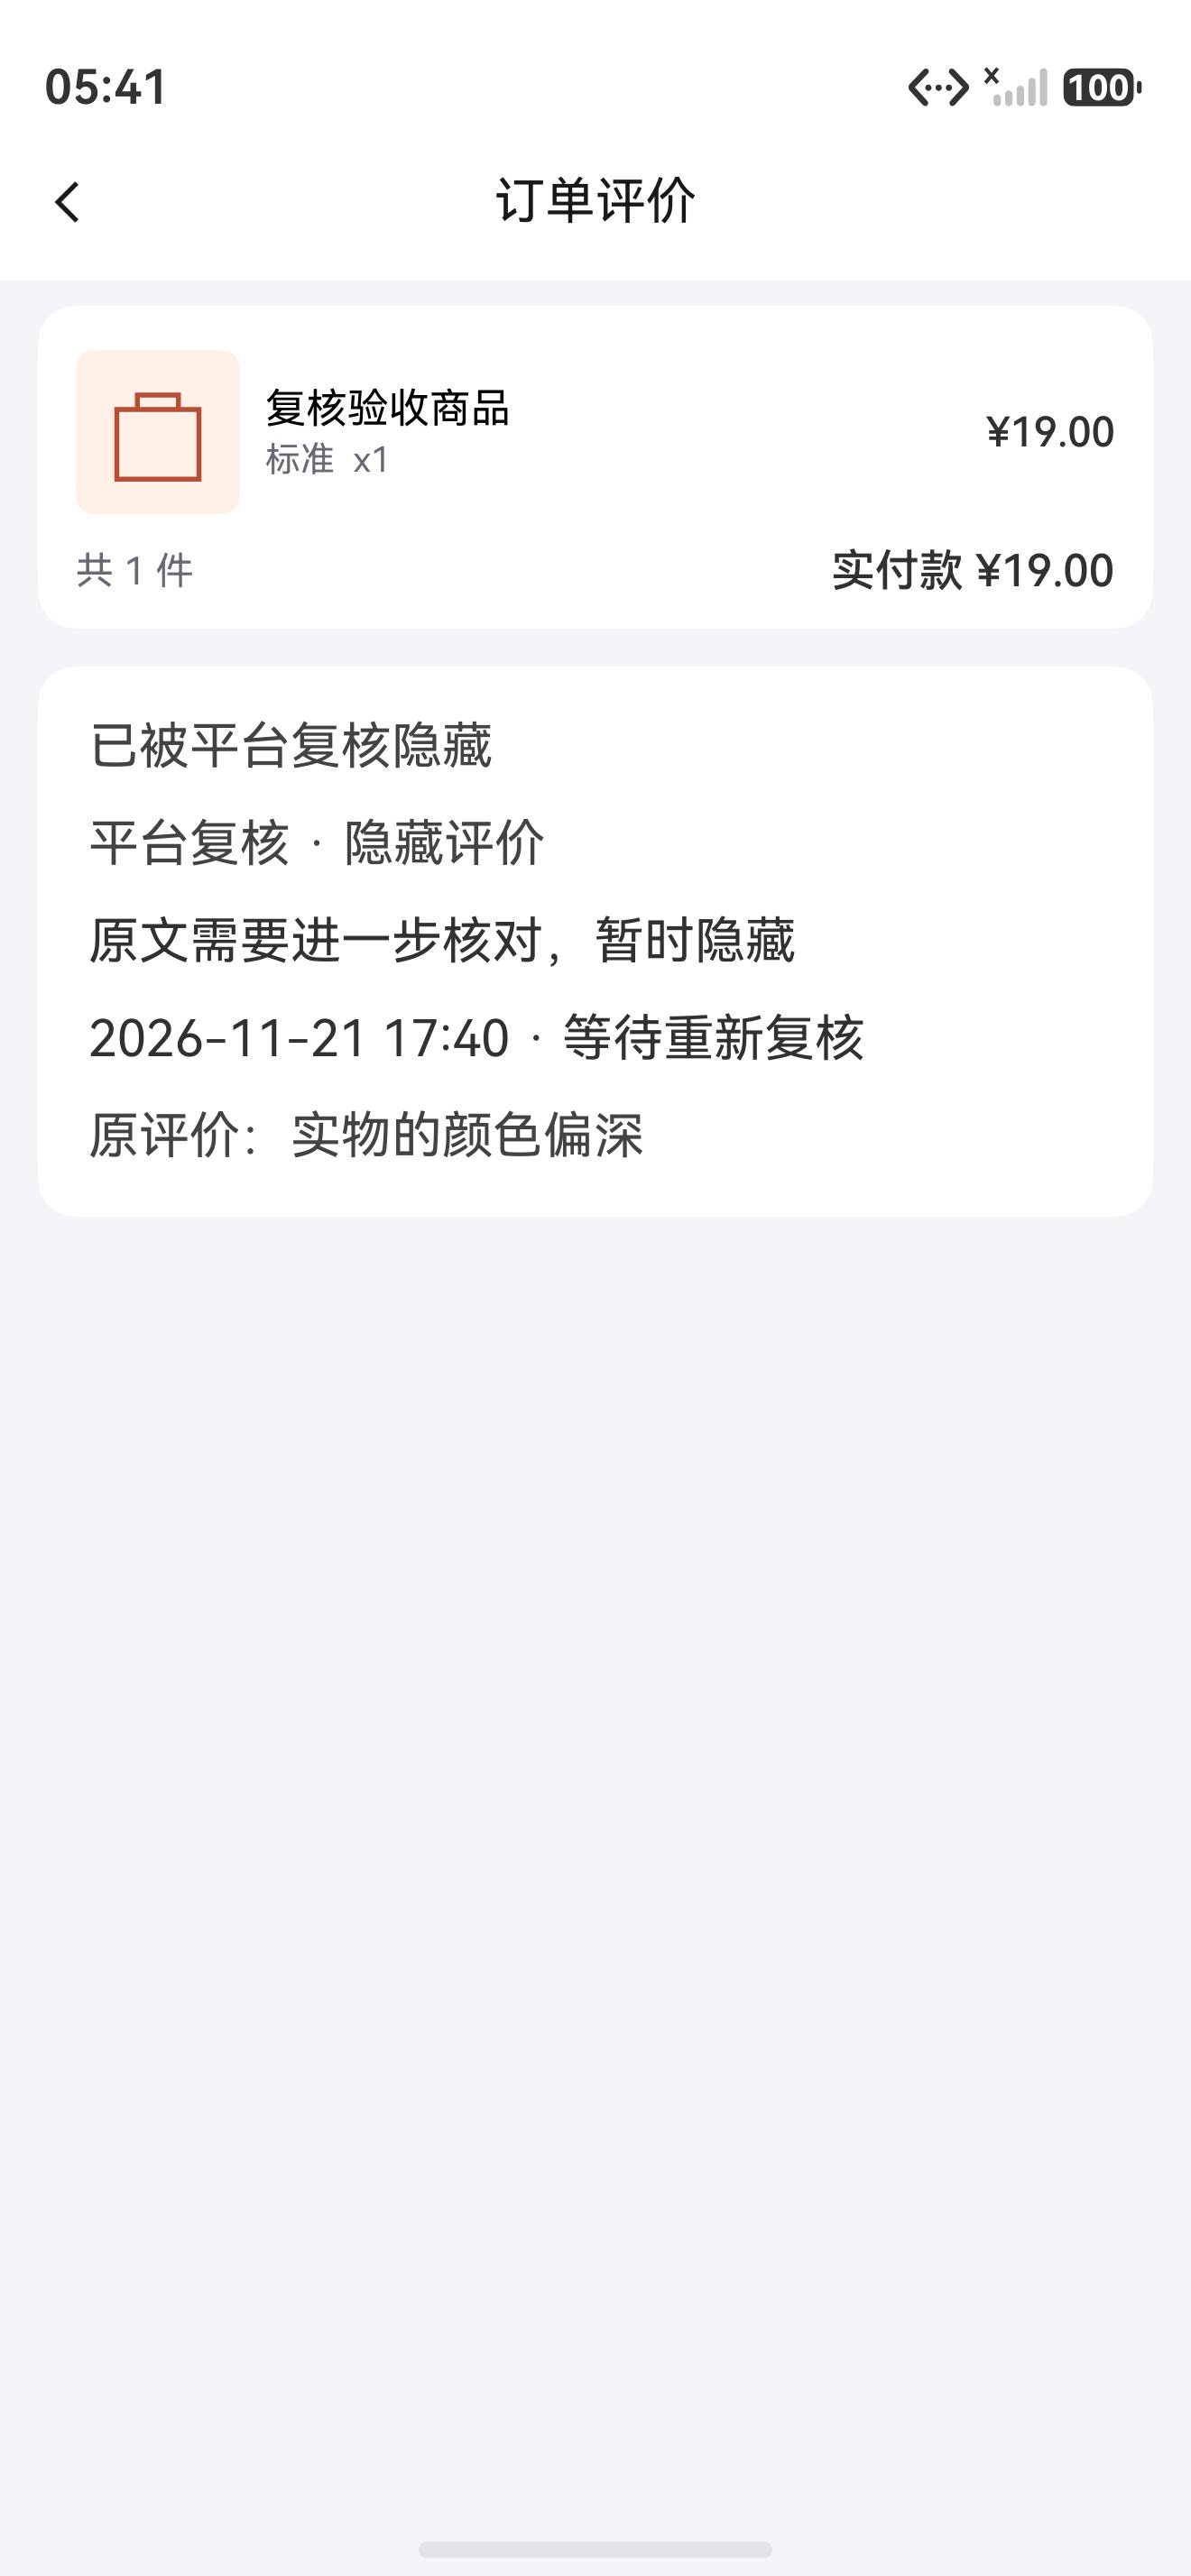 05:41
100
订单评价
复核验收商品
¥19.00
标准 x1
共 1 件
实付款 ¥19.00
已被平台复核隐藏
平台复核 · 隐藏评价
原文需要进一步核对，暂时隐藏
2026-11-21 17:40 · 等待重新复核
原评价：实物的颜色偏深